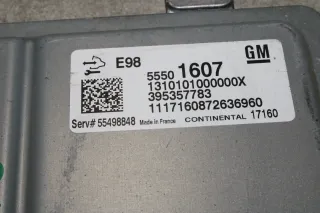 E98
GM
5550 1607
1310101000000X
395357783
1117160872636960
Serv# 55498848 Made in France CONTINENTAL 17160